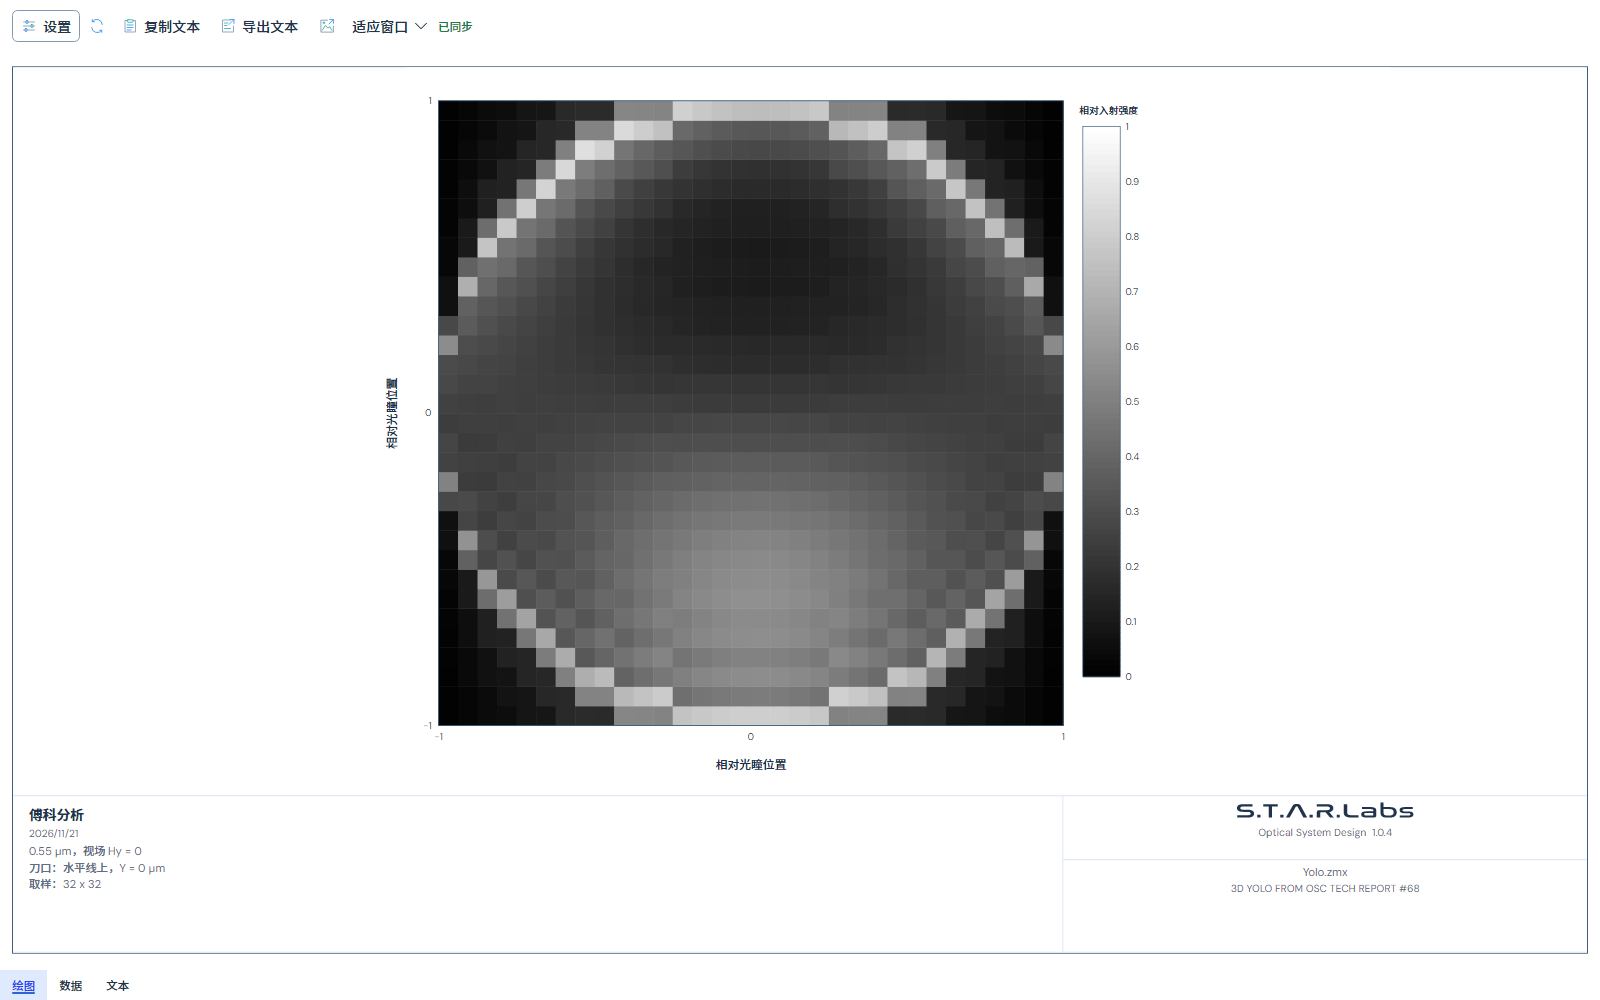 设置
复制文本
导出文本
适应窗口
已同步
相对入射强度
1
0.9
0.8
0.7
0.6
0.5
0.4
0.3
0.2
0.1
0
1
0
-1
相对光瞳位置
-1
0
1
相对光瞳位置
傅科分析
2026/11/21
0.55 µm，视场 Hy = 0
刀口：水平线上，Y = 0 µm
取样：32 x 32
S.T.A.R.Labs
Optical System Design 1.0.4
Yolo.zmx
3D YOLO FROM OSC TECH REPORT #68
绘图
数据
文本